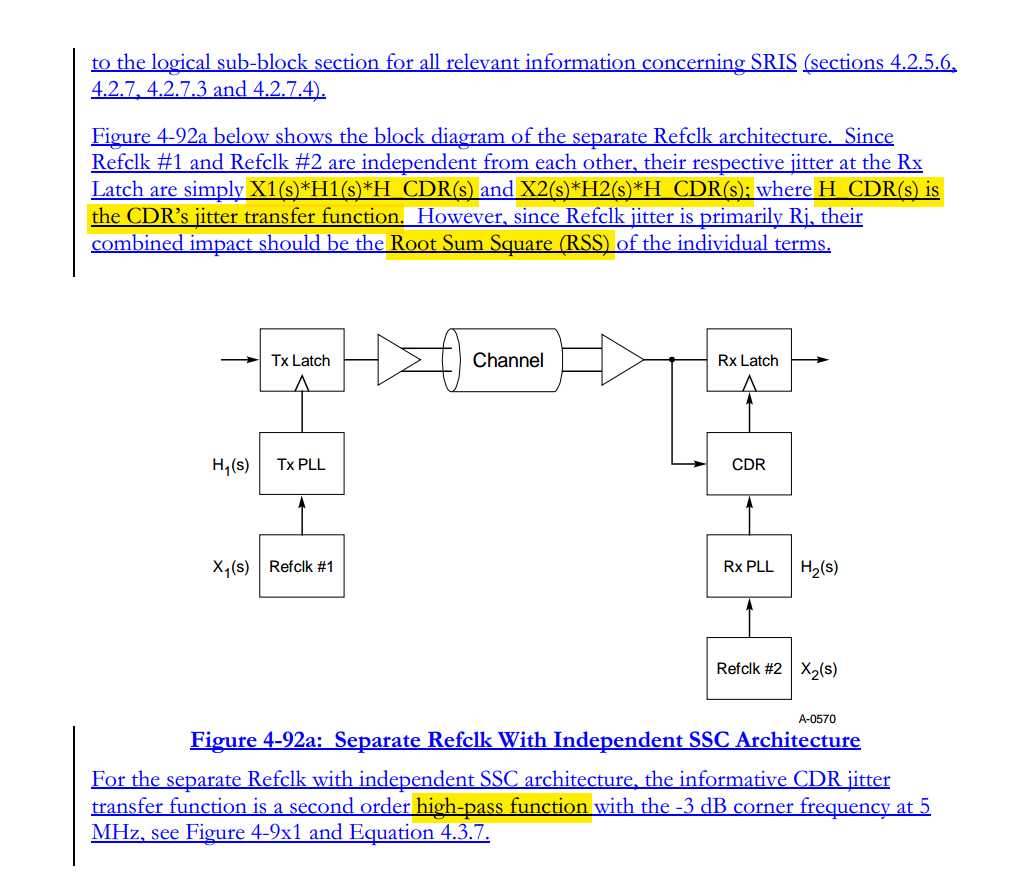 to the logical sub-block section for all relevant information concerning SRIS (sections 4.2.5.6,
4.2.7, 4.2.7.3 and 4.2.7.4).
Figure 4-92a below shows the block diagram of the separate Refclk architecture.  Since
Refclk #1 and Refclk #2 are independent from each other, their respective jitter at the Rx
Latch are simply X1(s)*H1(s)*H_CDR(s) and X2(s)*H2(s)*H_CDR(s); where H_CDR(s) is
the CDR's jitter transfer function.  However, since Refclk jitter is primarily Rj, their
combined impact should be the Root Sum Square (RSS) of the individual terms.
Tx Latch
Channel
Rx Latch
H1(s)
Tx PLL
CDR
X1(s)
Refclk #1
Rx PLL
H2(s)
Refclk #2
X2(s)
A-0570
Figure 4-92a:  Separate Refclk With Independent SSC Architecture
For the separate Refclk with independent SSC architecture, the informative CDR jitter
transfer function is a second order high-pass function with the -3 dB corner frequency at 5
MHz, see Figure 4-9x1 and Equation 4.3.7.